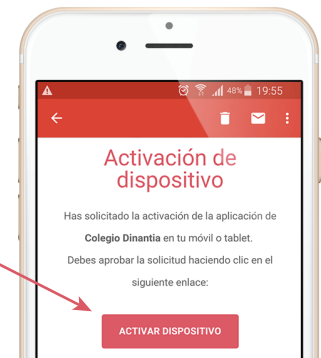 48% 19:55
Activación de
dispositivo
Has solicitado la activación de la aplicación de
Colegio Dinantia en tu móvil o tablet.
Debes aprobar la solicitud haciendo clic en el
siguiente enlace:
ACTIVAR DISPOSITIVO